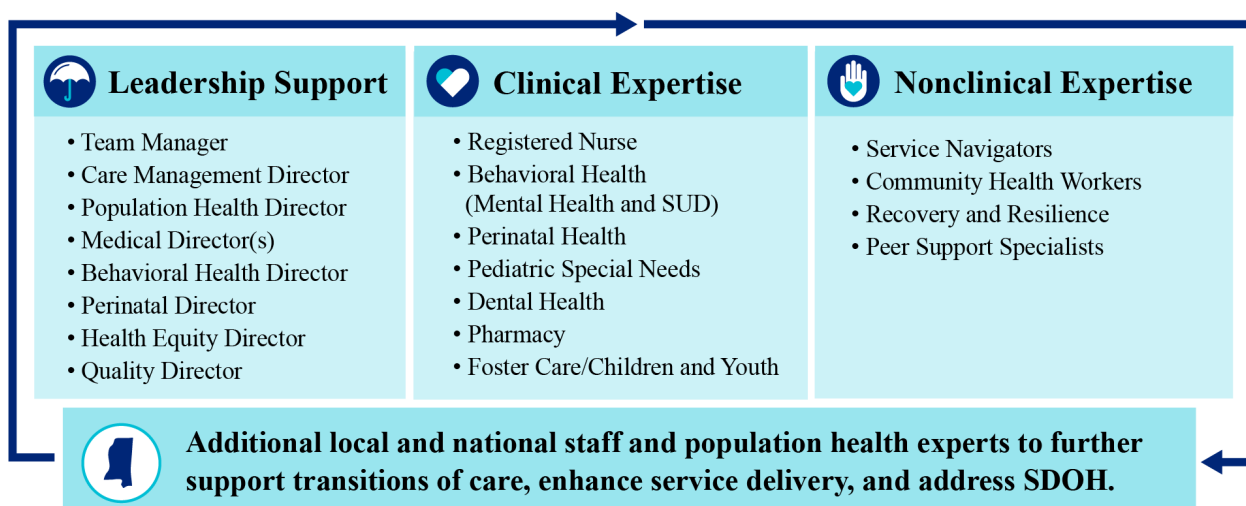 Leadership Support
• Team Manager
• Care Management Director
• Population Health Director
• Medical Director(s)
• Behavioral Health Director
• Perinatal Director
• Health Equity Director
• Quality Director
Clinical Expertise
• Registered Nurse
• Behavioral Health
(Mental Health and SUD)
• Perinatal Health
• Pediatric Special Needs
• Dental Health
• Pharmacy
• Foster Care/Children and Youth
Nonclinical Expertise
• Service Navigators
• Community Health Workers
• Recovery and Resilience
• Peer Support Specialists
Additional local and national staff and population health experts to further
support transitions of care, enhance service delivery, and address SDOH.